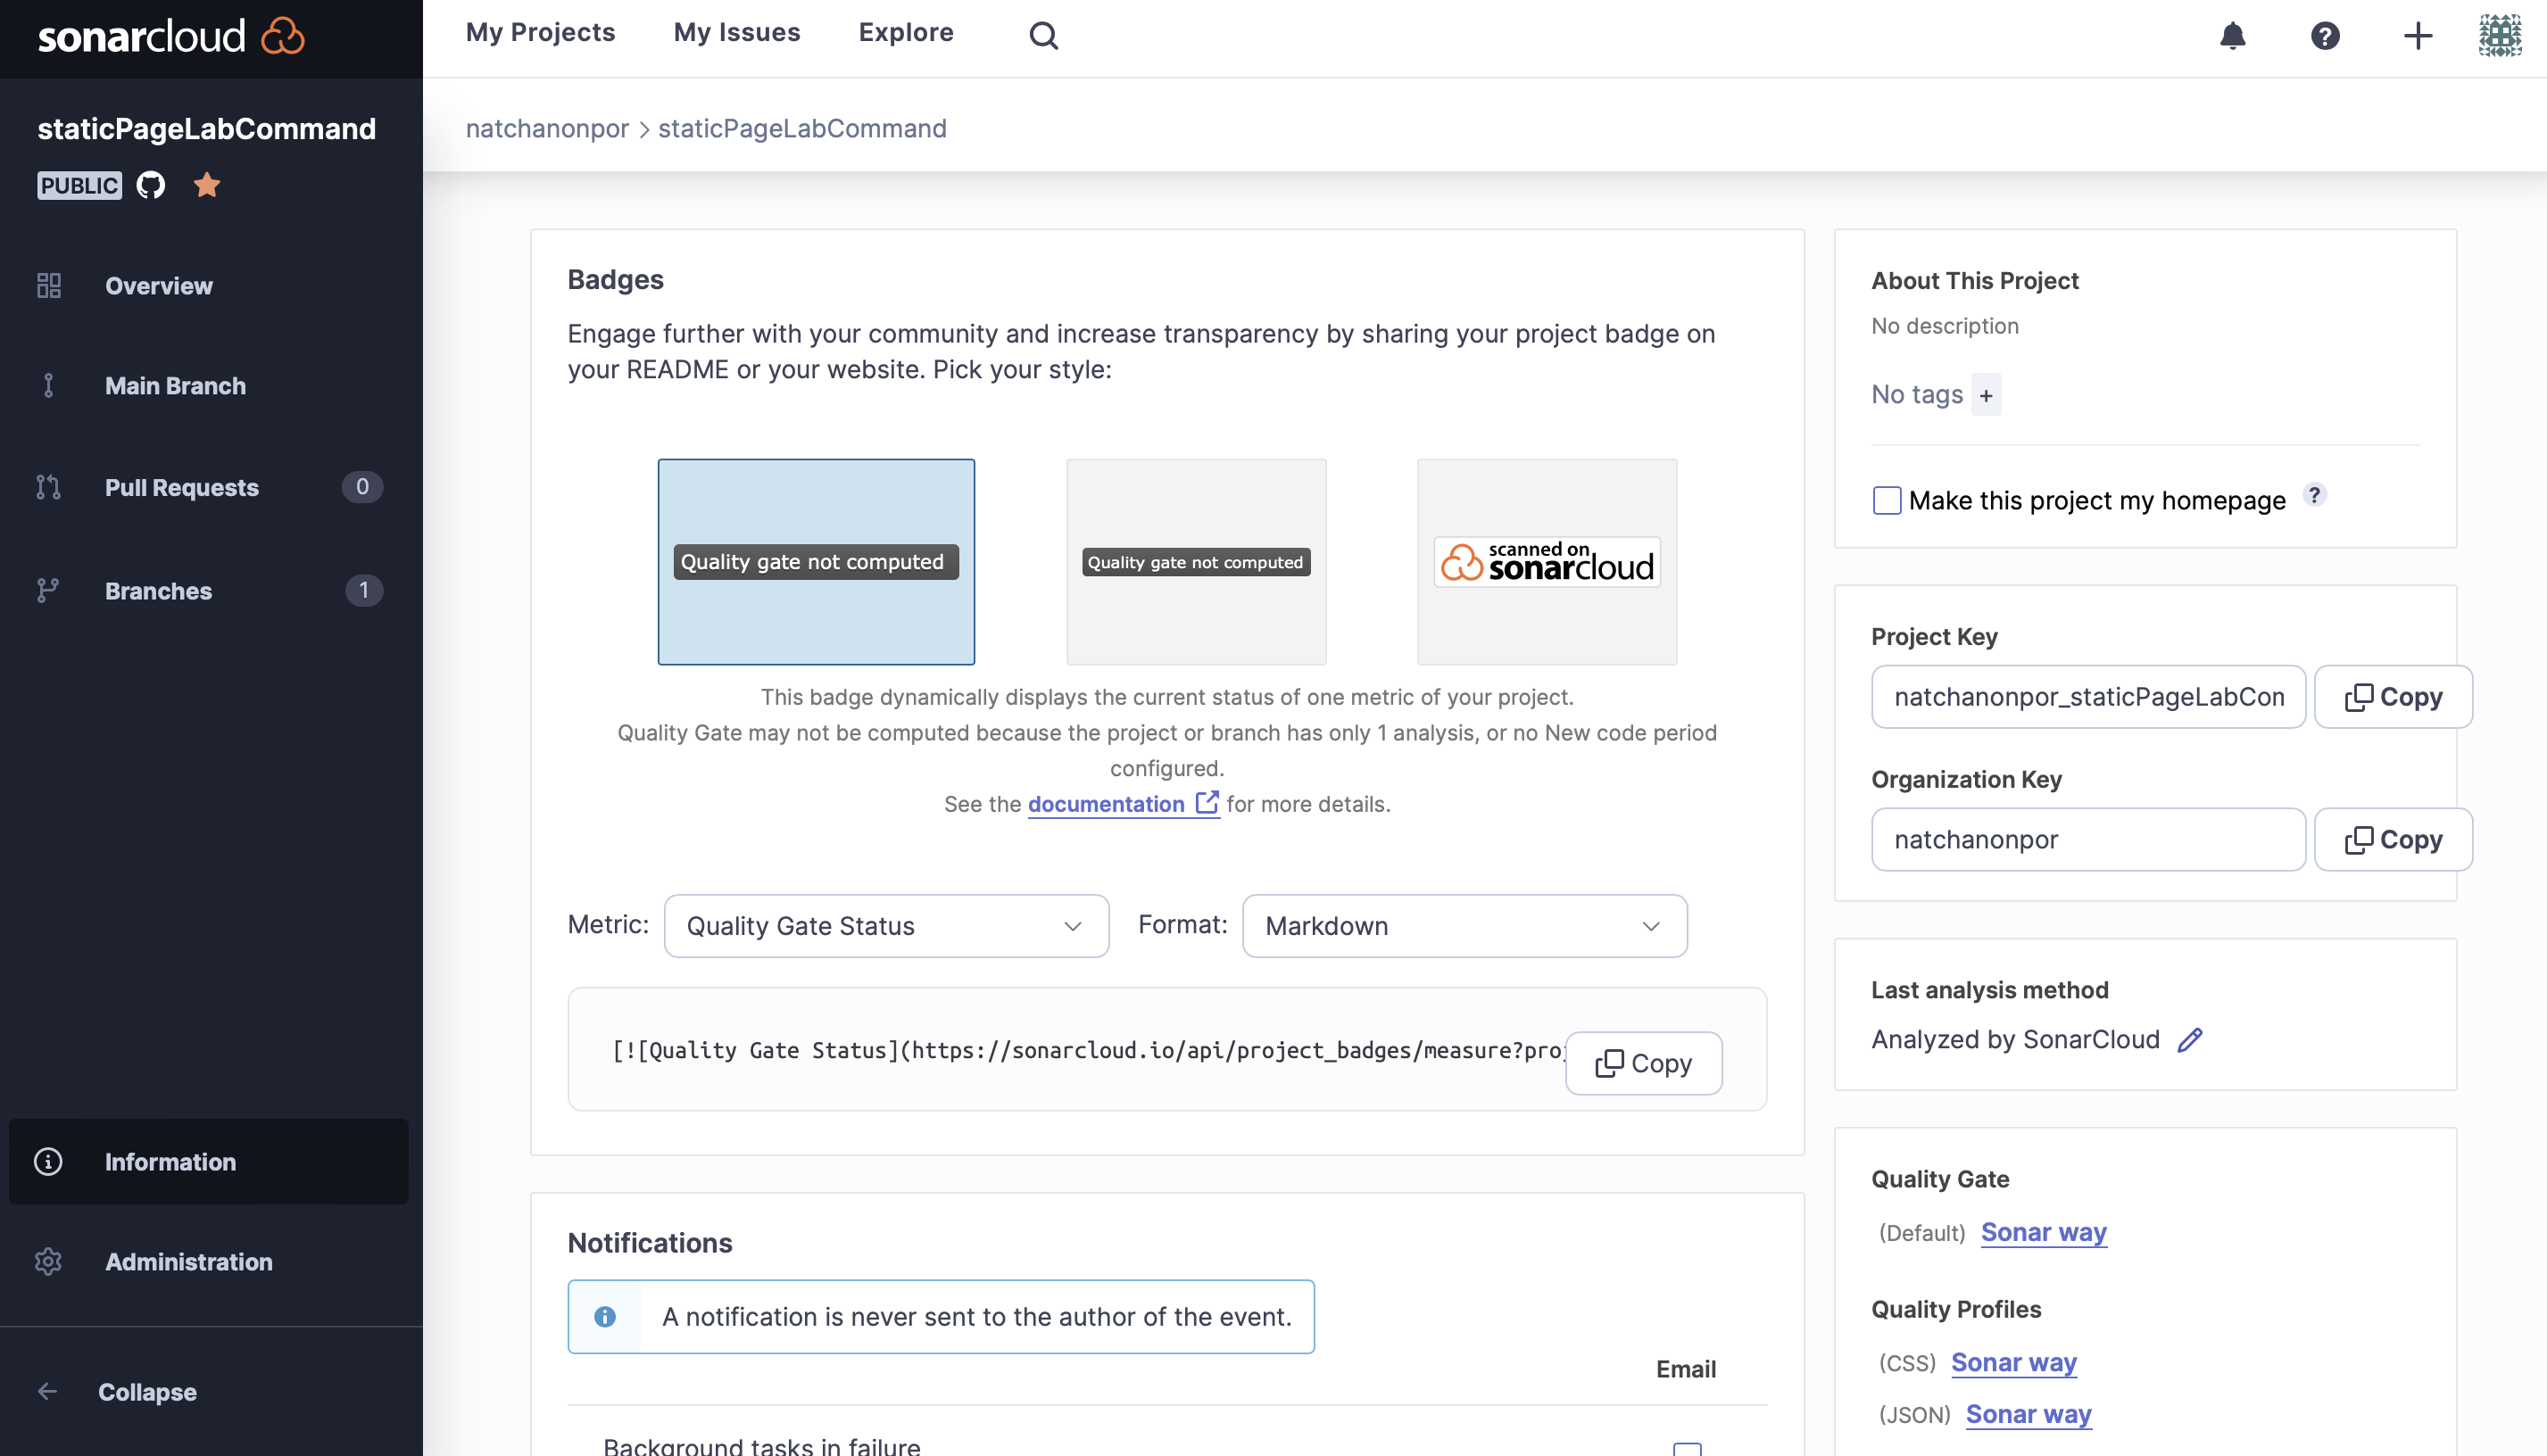 sonarcloud
My Projects
My Issues
Explore
staticPageLabCommand
PUBLIC
Overview
Main Branch
Pull Requests
0
Branches
1
Information
Administration
Collapse
natchanonpor > staticPageLabCommand
Badges
Engage further with your community and increase transparency by sharing your project badge on
your README or your website. Pick your style:
Quality gate not computed
Quality gate not computed
scanned on
sonarcloud
This badge dynamically displays the current status of one metric of your project.
Quality Gate may not be computed because the project or branch has only 1 analysis, or no New code period
configured.
See the documentation for more details.
Metric:
Quality Gate Status
Format:
Markdown
[![Quality Gate Status](https://sonarcloud.io/api/project_badges/measure?proj
Copy
Notifications
A notification is never sent to the author of the event.
Email
Background tasks in failure
About This Project
No description
No tags +
Make this project my homepage ?
Project Key
natchanonpor_staticPageLabCon
Copy
Organization Key
natchanonpor
Copy
Last analysis method
Analyzed by SonarCloud
Quality Gate
(Default) Sonar way
Quality Profiles
(CSS) Sonar way
(JSON) Sonar way